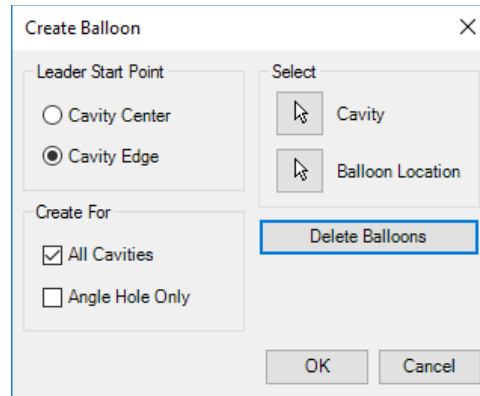 Create Balloon
Leader Start Point
Cavity Center
Cavity Edge
Create For
All Cavities
Angle Hole Only
Select
Cavity
Balloon Location
Delete Balloons
OK
Cancel